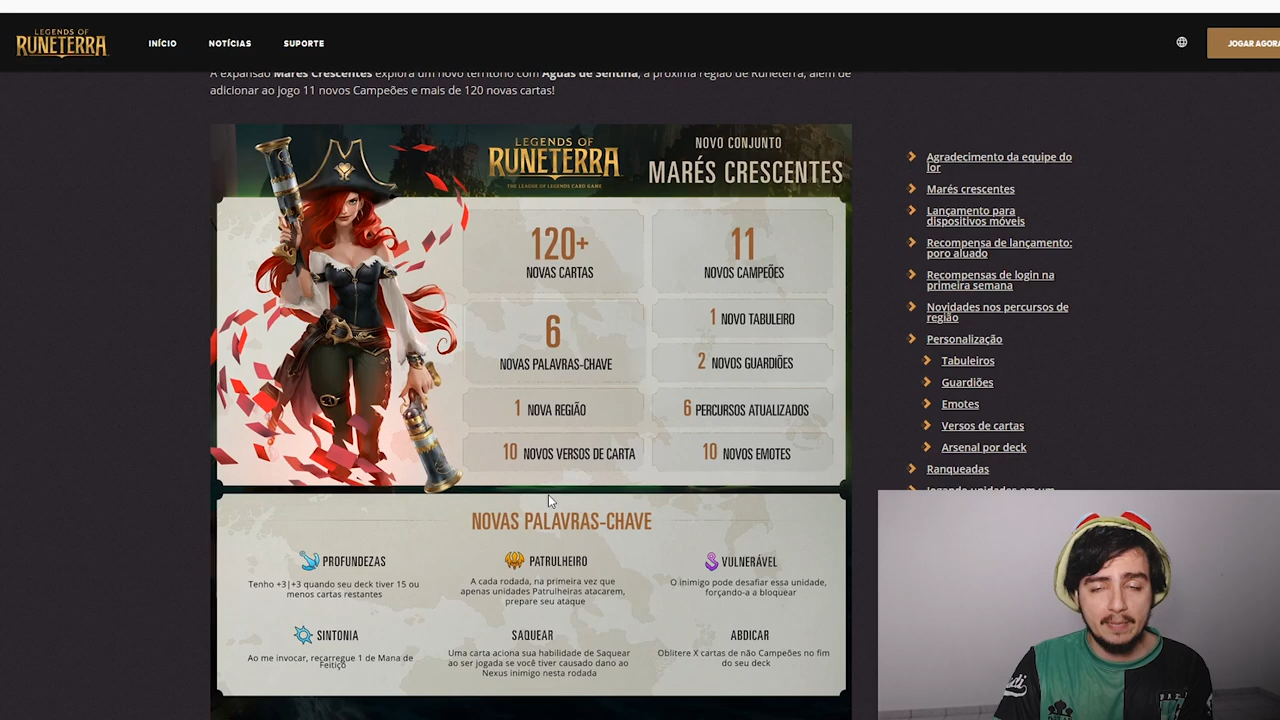 LEGENDS OF
RUNETERRA
INÍCIO
NOTÍCIAS
SUPORTE
JOGAR AGORA
A expansão Marés Crescentes explora um novo território com Águas de Sentina, a próxima região de Runeterra, além de
adicionar ao jogo 11 novos Campeões e mais de 120 novas cartas!
LEGENDS OF
RUNETERRA
THE LEAGUE OF LEGENDS CARD GAME
NOVO CONJUNTO
MARÉS CRESCENTES
120+
NOVAS CARTAS
11
NOVOS CAMPEÕES
6
NOVAS PALAVRAS-CHAVE
1 NOVO TABULEIRO
2 NOVOS GUARDIÕES
1 NOVA REGIÃO
6 PERCURSOS ATUALIZADOS
10 NOVOS VERSOS DE CARTA
10 NOVOS EMOTES
NOVAS PALAVRAS-CHAVE
PROFUNDEZAS
Tenho +3|+3 quando seu deck tiver 15 ou
menos cartas restantes
PATRULHEIRO
A cada rodada, na primeira vez que
apenas unidades Patrulheiras atacarem,
prepare seu ataque
VULNERÁVEL
O inimigo pode desafiar essa unidade,
forçando-a a bloquear
SINTONIA
Ao me invocar, recarregue 1 de Mana de
Feitiço
SAQUEAR
Uma carta aciona sua habilidade de Saquear
ao ser jogada se você tiver causado dano ao
Nexus inimigo nesta rodada
ABDICAR
Oblitere X cartas de não Campeões no fim
do seu deck
Agradecimento da equipe do
lor
Marés crescentes
Lançamento para
dispositivos móveis
Recompensa de lançamento:
poro aluado
Recompensas de login na
primeira semana
Novidades nos percursos de
região
Personalização
Tabuleiros
Guardiões
Emotes
Versos de cartas
Arsenal por deck
Ranqueadas